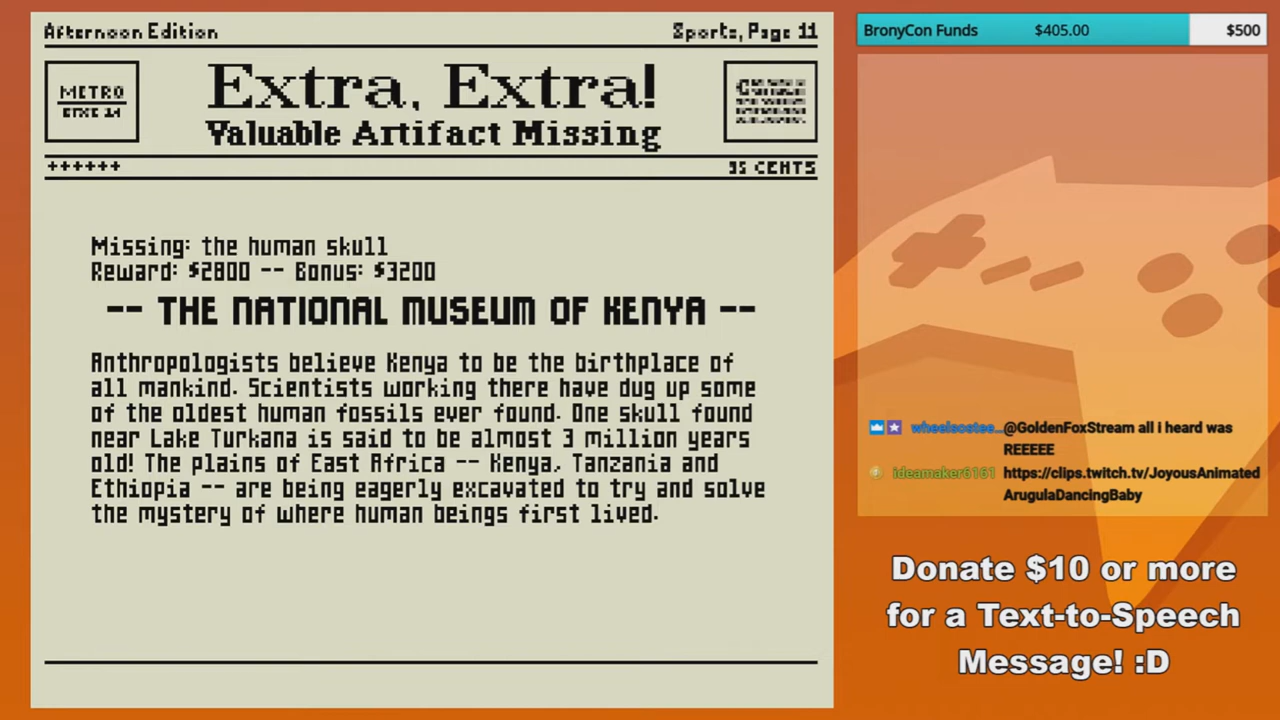 Afternoon Edition
Sports, Page 11
METRO
Extra, Extra!
Valuable Artifact Missing
++++++
35 CENTS
Missing: the human skull
Reward: $2800 -- Bonus: $3200
-- THE NATIONAL MUSEUM OF KENYA --
Anthropologists believe Kenya to be the birthplace of
all mankind. Scientists working there have dug up some
of the oldest human fossils ever found. One skull found
near Lake Turkana is said to be almost 3 million years
old! The plains of East Africa -- Kenya, Tanzania and
Ethiopia -- are being eagerly excavated to try and solve
the mystery of where human beings first lived.
BronyCon Funds $405.00 $500
wheelsostee... @GoldenFoxStream all i heard was
REEEEE
ideamaker6161 https://clips.twitch.tv/JoyousAnimated
ArugulaDancingBaby
Donate $10 or more
for a Text-to-Speech
Message! :D